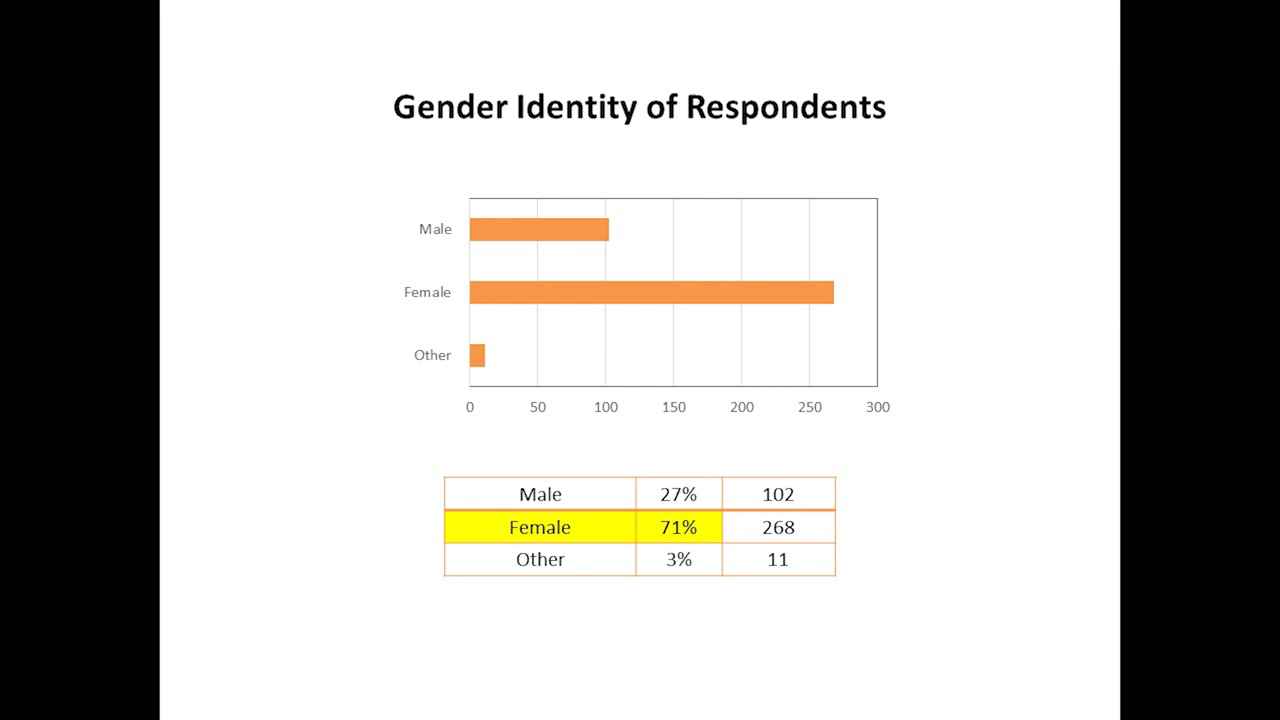 Gender Identity of Respondents
Male
Female
Other
0 50 100 150 200 250 300
Male 27% 102
Female 71% 268
Other 3% 11